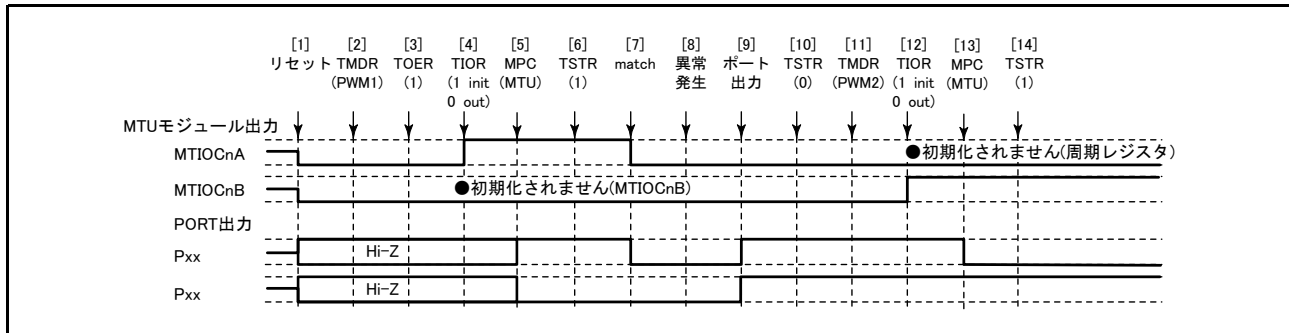 [1] [2] [3] [4] [5] [6] [7] [8] [9] [10] [11] [12] [13] [14]
リセット TMDR TOER TIOR MPC TSTR match 異常 ポート TSTR TMDR TIOR MPC TSTR
(PWM1) (1) (1 init (MTU) (1) 発生 出力 (0) (PWM2) (1 init (MTU) (1)
0 out) 0 out)
MTUモジュール出力
MTIOCnA ●初期化されません(周期レジスタ)
MTIOCnB ●初期化されません(MTIOCnB)
PORT出力
Pxx Hi-Z
Pxx Hi-Z